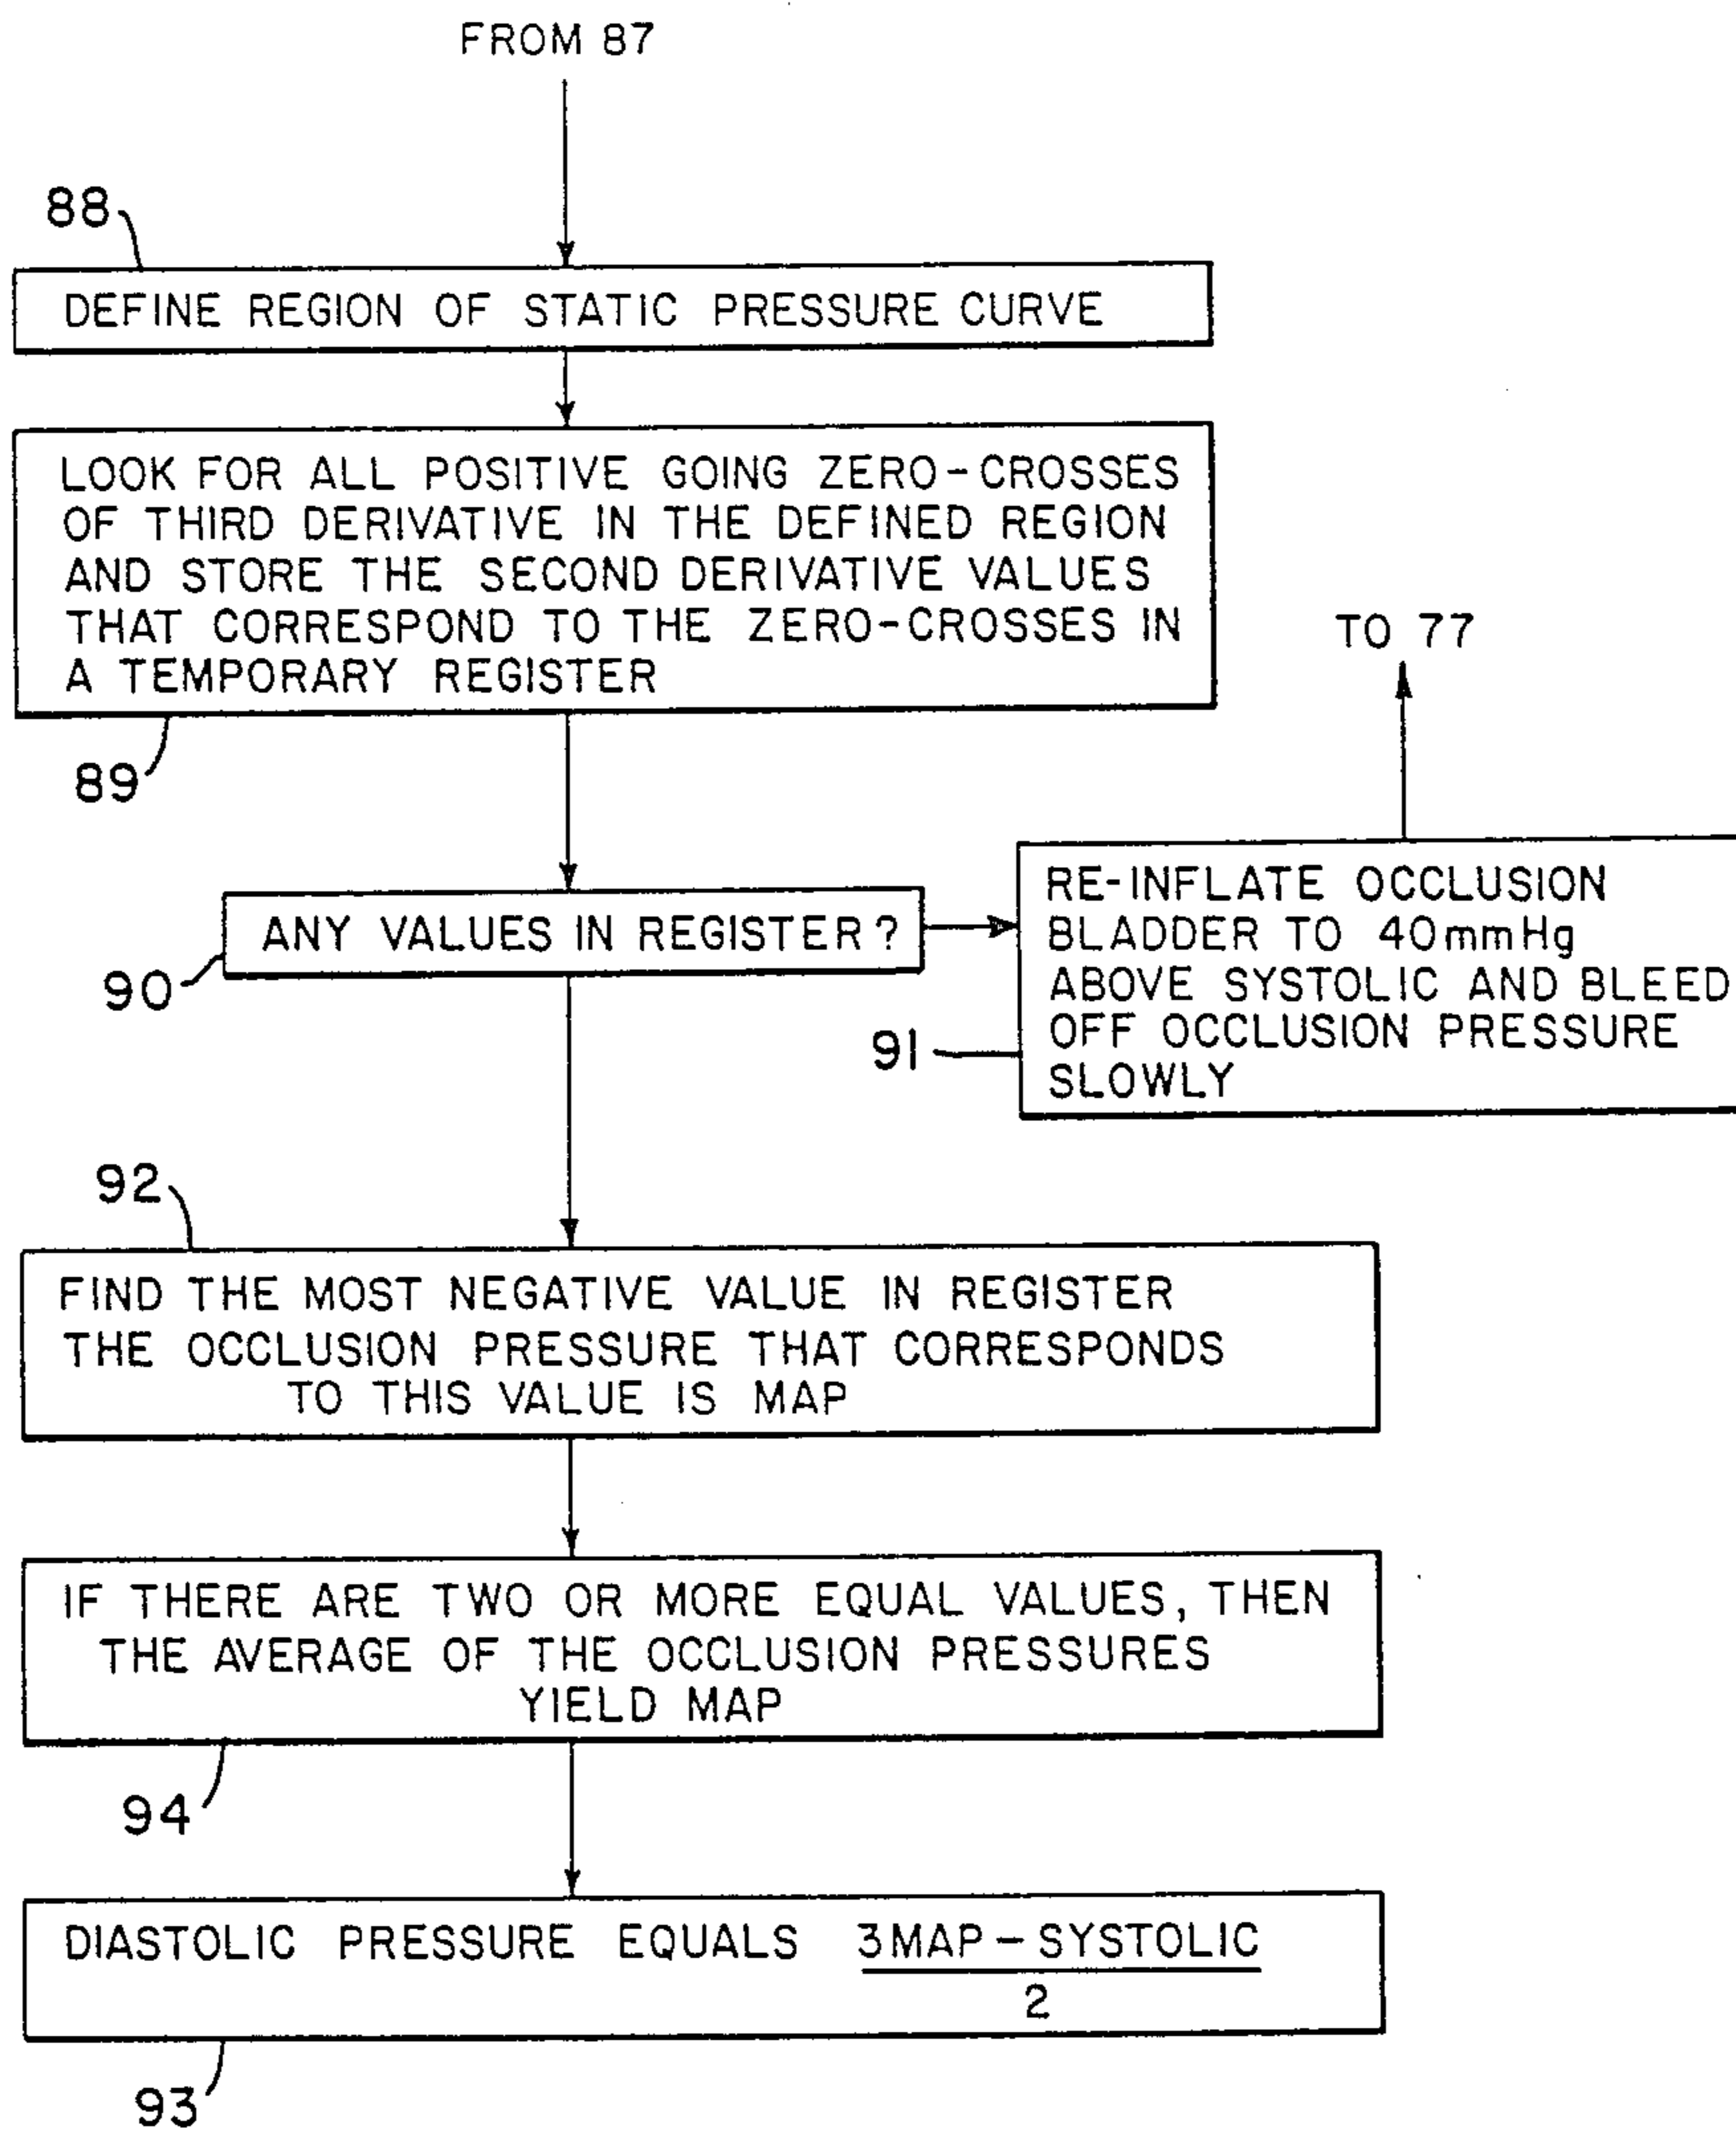 FROM 87
88
DEFINE REGION OF STATIC PRESSURE CURVE
LOOK FOR ALL POSITIVE GOING ZERO-CROSSES
OF THIRD DERIVATIVE IN THE DEFINED REGION
AND STORE THE SECOND DERIVATIVE VALUES
THAT CORRESPOND TO THE ZERO-CROSSES IN
A TEMPORARY REGISTER
89
TO 77
ANY VALUES IN REGISTER?
90
RE-INFLATE OCCLUSION
BLADDER TO 40mmHg
ABOVE SYSTOLIC AND BLEED
OFF OCCLUSION PRESSURE
SLOWLY
91
92
FIND THE MOST NEGATIVE VALUE IN REGISTER
THE OCCLUSION PRESSURE THAT CORRESPONDS
TO THIS VALUE IS MAP
IF THERE ARE TWO OR MORE EQUAL VALUES, THEN
THE AVERAGE OF THE OCCLUSION PRESSURES
YIELD MAP
94
DIASTOLIC PRESSURE EQUALS 3MAP-SYSTOLIC
2
93